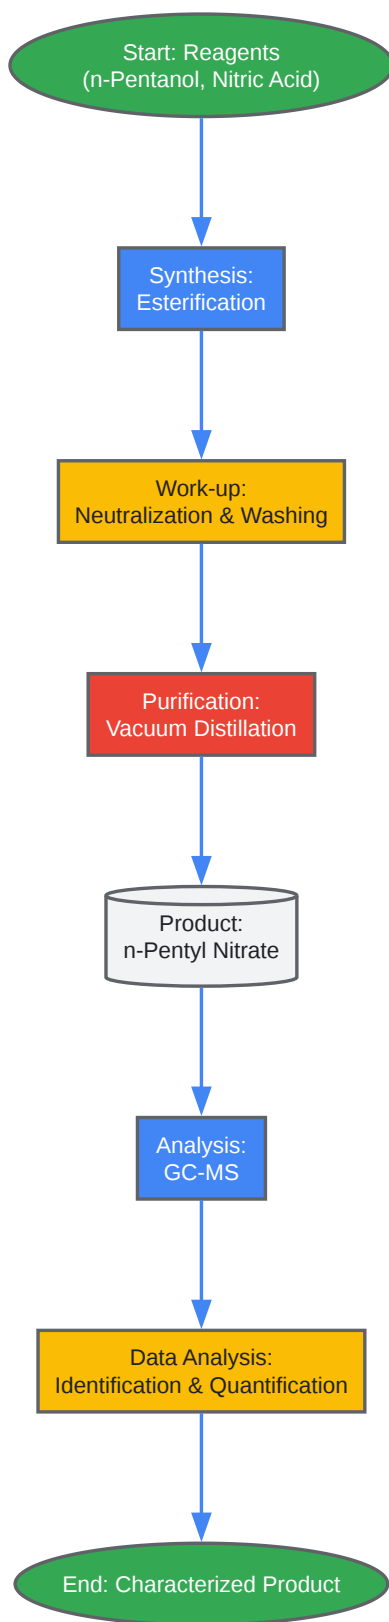 Start: Reagents
(n-Pentanol, Nitric Acid)
Synthesis:
Esterification
Work-up:
Neutralization & Washing
Purification:
Vacuum Distillation
Product:
n-Pentyl Nitrate
Analysis:
GC-MS
Data Analysis:
Identification & Quantification
End: Characterized Product